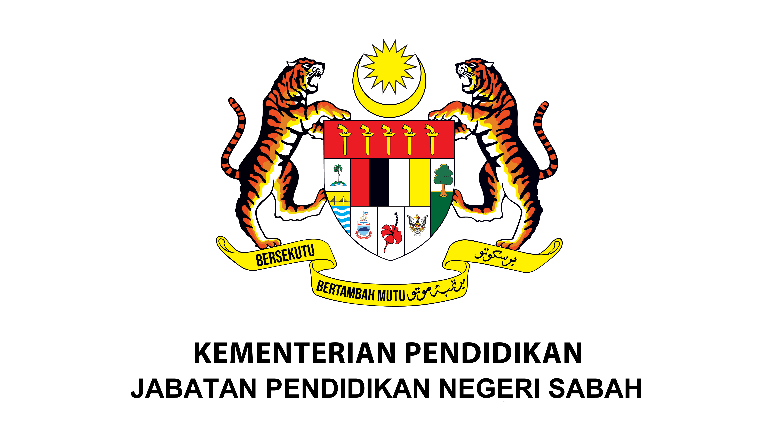 BERSEKUTU
برسکوتو
BERTAMBAH MUTU برتمبه موتو
KEMENTERIAN PENDIDIKAN
JABATAN PENDIDIKAN NEGERI SABAH